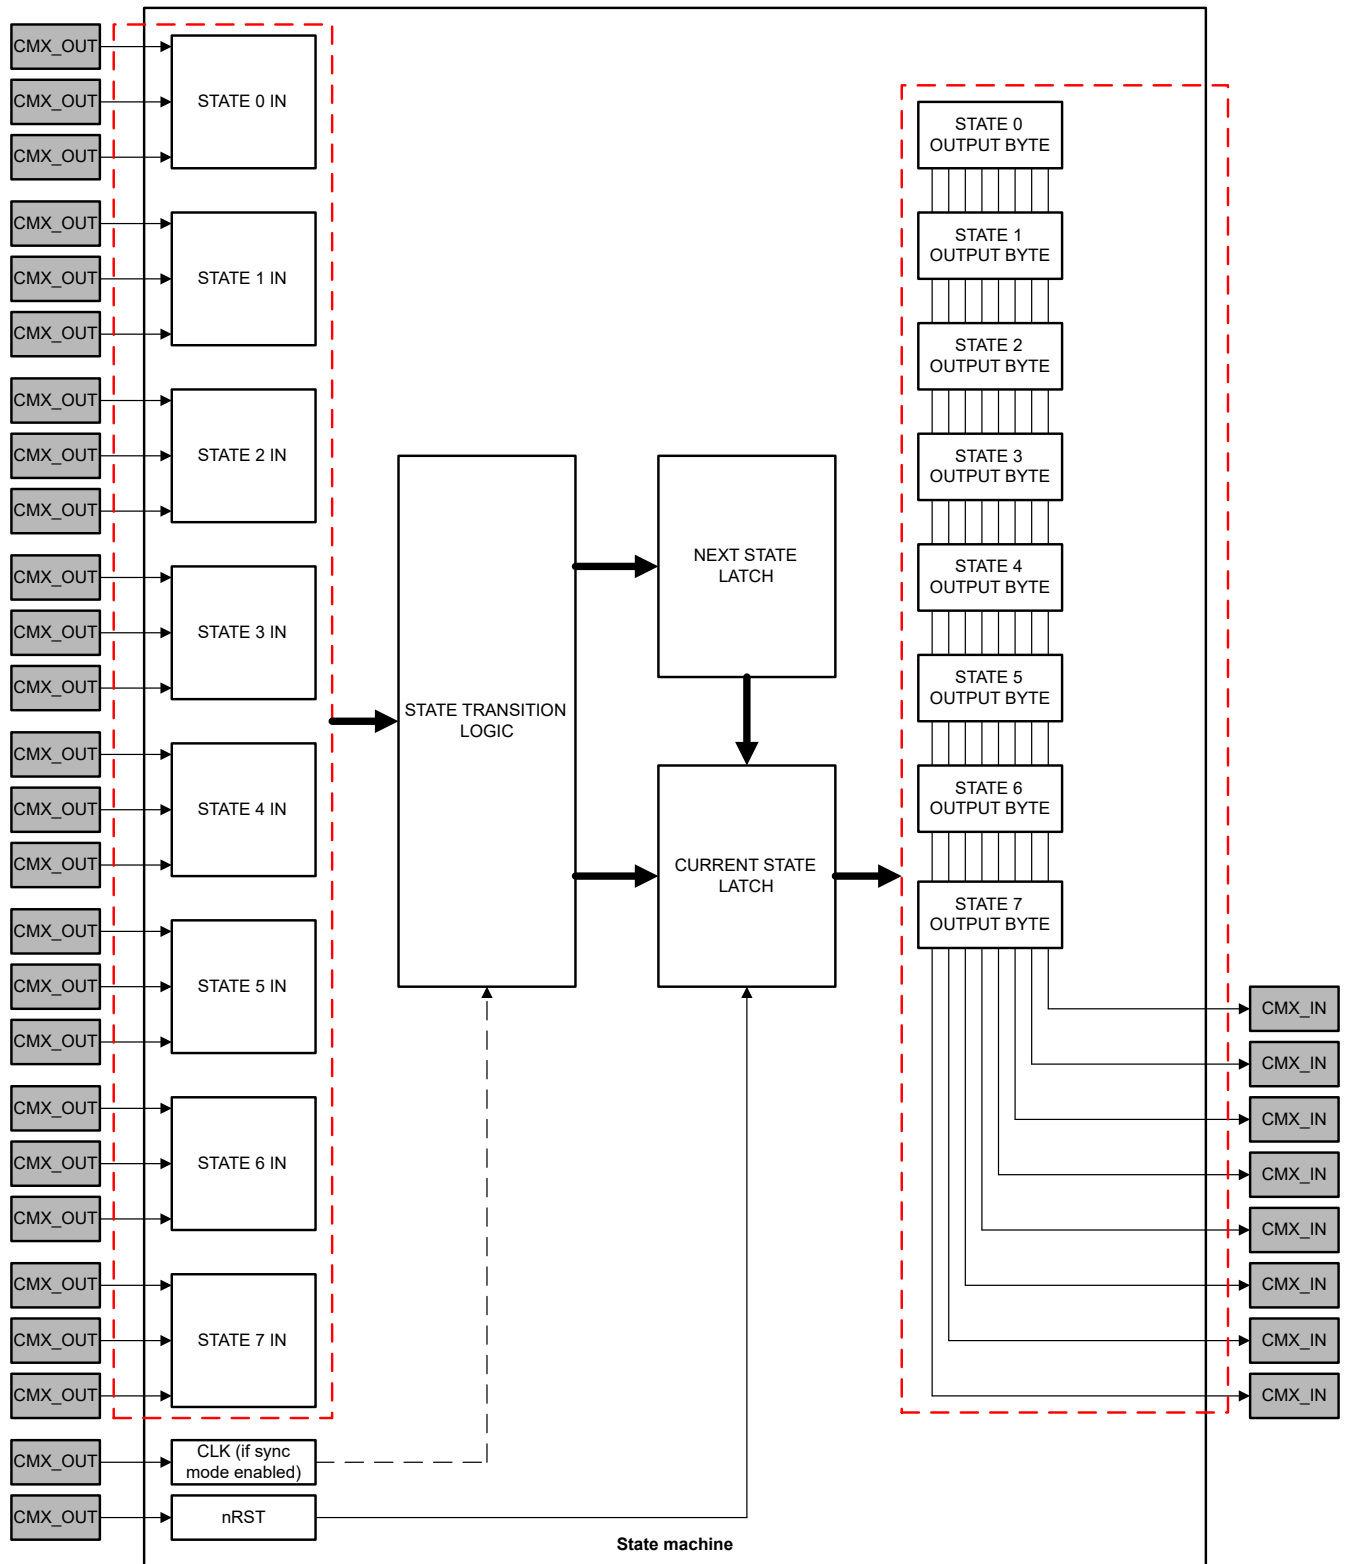 CMX_OUT
CMX_OUT
CMX_OUT
STATE 0 IN
CMX_OUT
CMX_OUT
CMX_OUT
STATE 1 IN
CMX_OUT
CMX_OUT
CMX_OUT
STATE 2 IN
CMX_OUT
CMX_OUT
CMX_OUT
STATE 3 IN
CMX_OUT
CMX_OUT
CMX_OUT
STATE 4 IN
CMX_OUT
CMX_OUT
CMX_OUT
STATE 5 IN
CMX_OUT
CMX_OUT
CMX_OUT
STATE 6 IN
CMX_OUT
CMX_OUT
CMX_OUT
STATE 7 IN
CMX_OUT
CLK (if sync
mode enabled)
CMX_OUT
nRST
STATE TRANSITION
LOGIC
NEXT STATE
LATCH
CURRENT STATE
LATCH
STATE 0
OUTPUT BYTE
STATE 1
OUTPUT BYTE
STATE 2
OUTPUT BYTE
STATE 3
OUTPUT BYTE
STATE 4
OUTPUT BYTE
STATE 5
OUTPUT BYTE
STATE 6
OUTPUT BYTE
STATE 7
OUTPUT BYTE
CMX_IN
CMX_IN
CMX_IN
CMX_IN
CMX_IN
CMX_IN
CMX_IN
CMX_IN
State machine